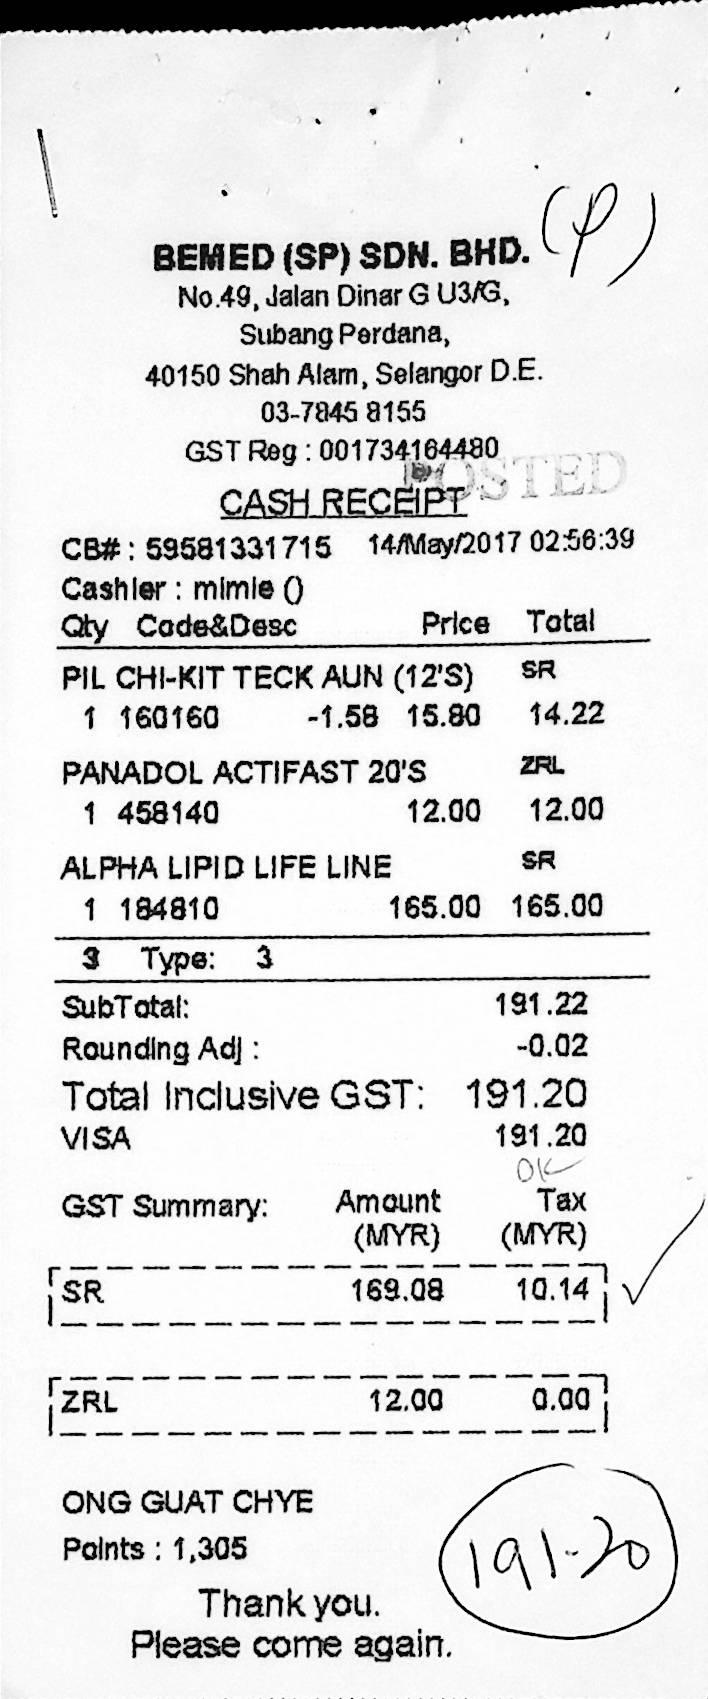 (P)
BEMED (SP) SDN. BHD.
No.49, Jalan Dinar G U3/G,
Subang Perdana,
40150 Shah Alam, Selangor D.E.
03-7845 8155
GST Reg : 001734164480
POSTED
CASH RECEIPT
CB# : 59581331715 14/May/2017 02:56:39
Cashier : mimie ()
Qty Code&Desc Price Total
PIL CHI-KIT TECK AUN (12'S) SR
1 160160 -1.58 15.80 14.22
PANADOL ACTIFAST 20'S ZRL
1 458140 12.00 12.00
ALPHA LIPID LIFE LINE SR
1 184810 165.00 165.00
3 Type: 3
SubTotal: 191.22
Rounding Adj : -0.02
Total Inclusive GST: 191.20
VISA 191.20
OK
GST Summary: Amount Tax
(MYR) (MYR)
SR 169.08 10.14
ZRL 12.00 0.00
ONG GUAT CHYE
Points : 1,305
191-20
Thank you.
Please come again.